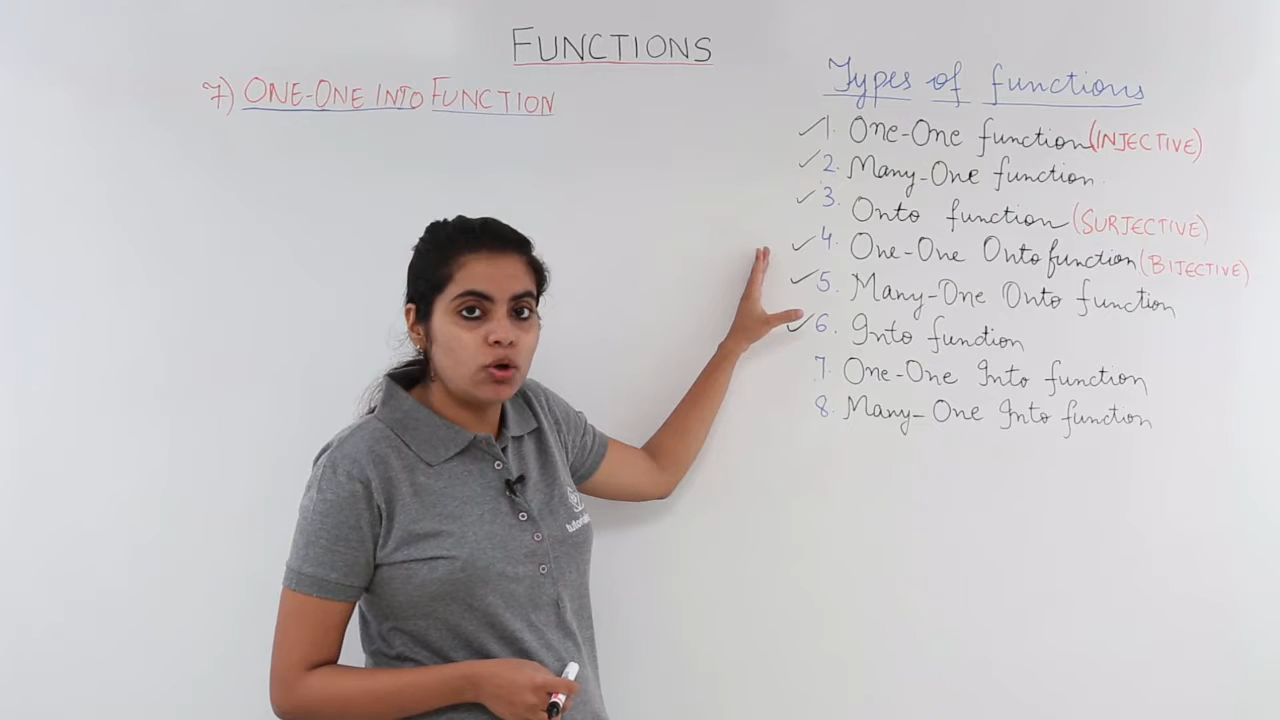 FUNCTIONS
7) ONE-ONE INTO FUNCTION
Types of functions
1. One-One function (INJECTIVE)
2. Many-One function
3. Onto function (SURJECTIVE)
4. One-One Onto function (BIJECTIVE)
5. Many-One Onto function
6. Into function
7. One-One Into function
8. Many-One Into function